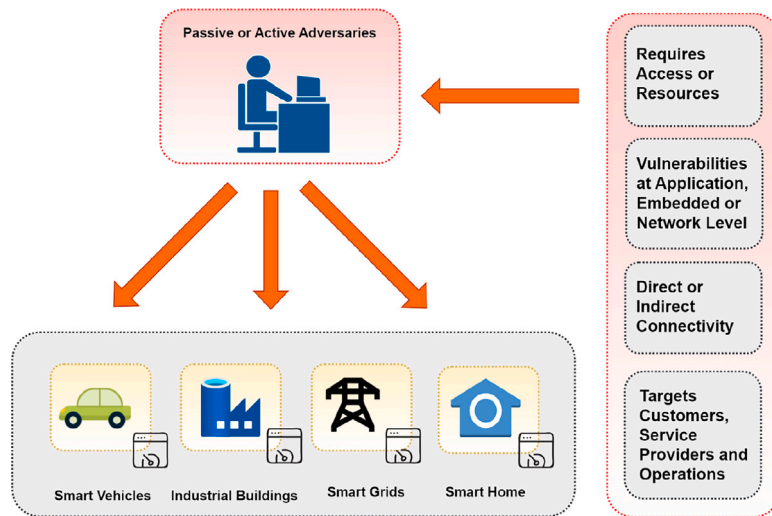 Passive or Active Adversaries
Requires
Access or
Resources
Vulnerabilities
at Application,
Embedded or
Network Level
Direct or
Indirect
Connectivity
Targets
Customers,
Service
Providers and
Operations
Smart Vehicles
Industrial Buildings
Smart Grids
Smart Home